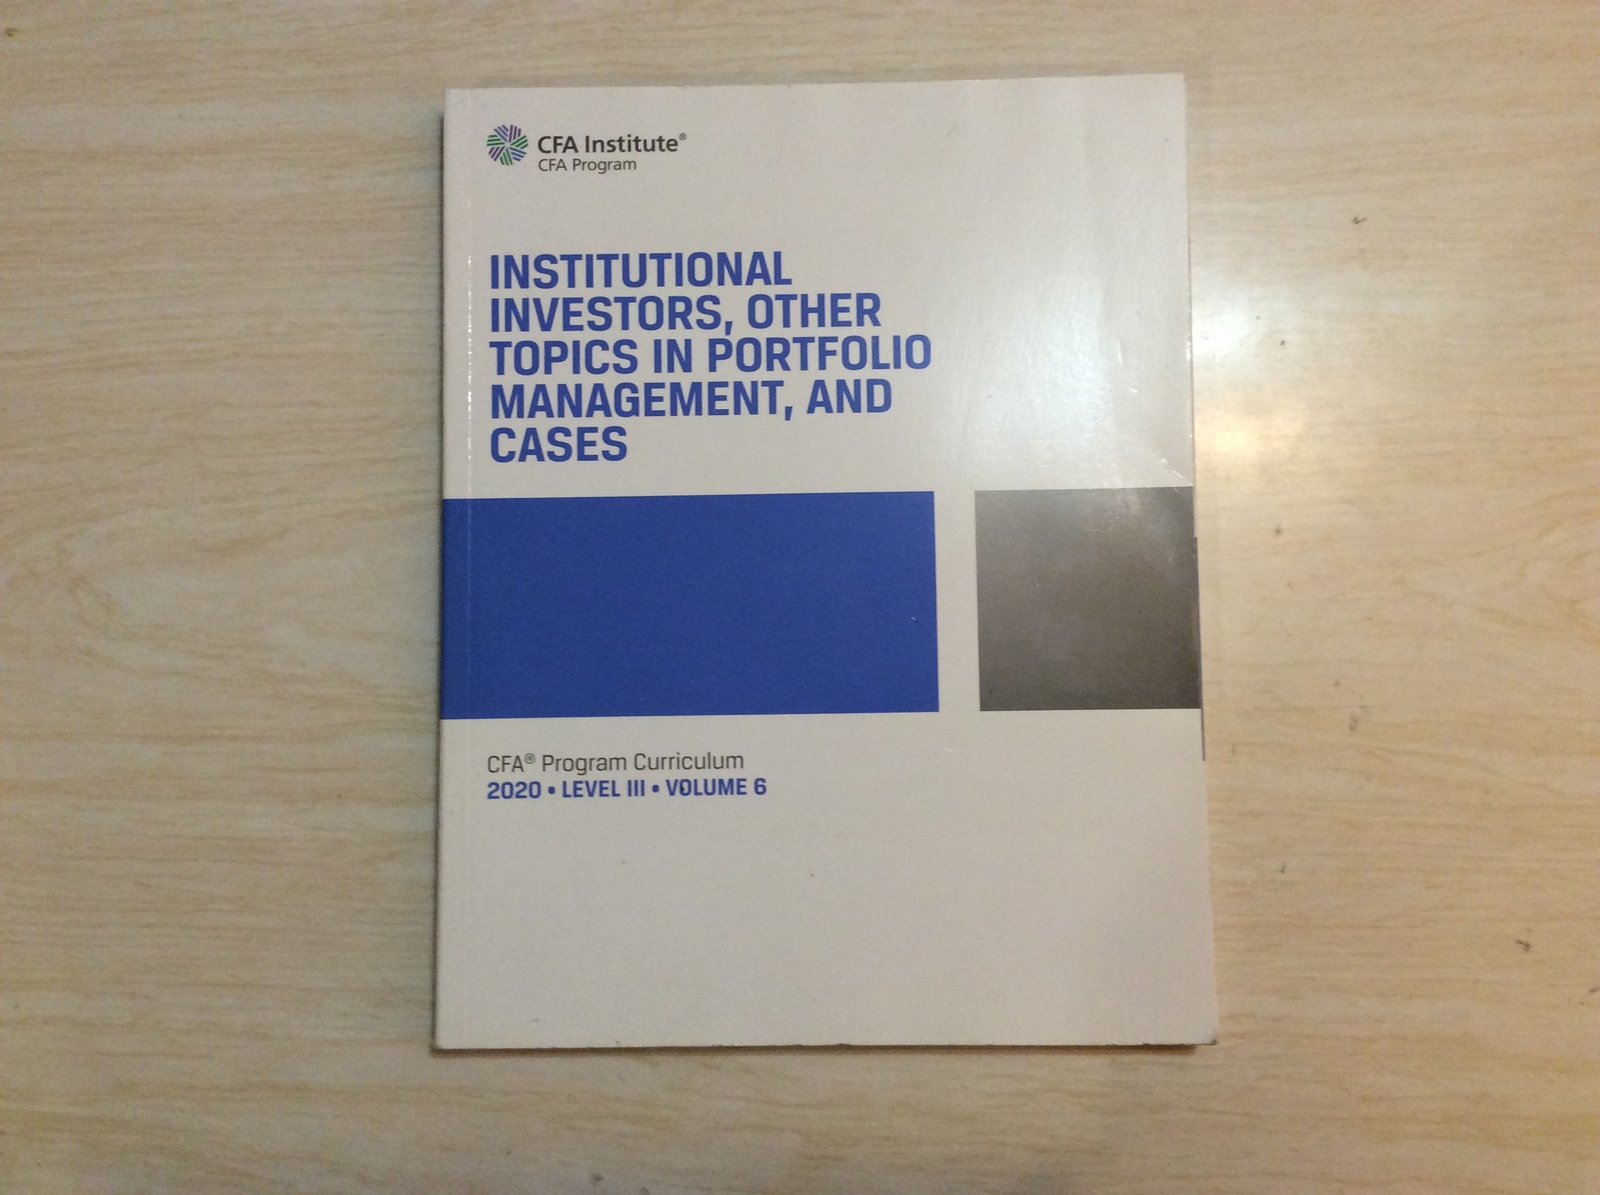 CFA Institute®
CFA Program
INSTITUTIONAL
INVESTORS, OTHER
TOPICS IN PORTFOLIO
MANAGEMENT, AND
CASES
CFA® Program Curriculum
2020 • LEVEL III • VOLUME 6